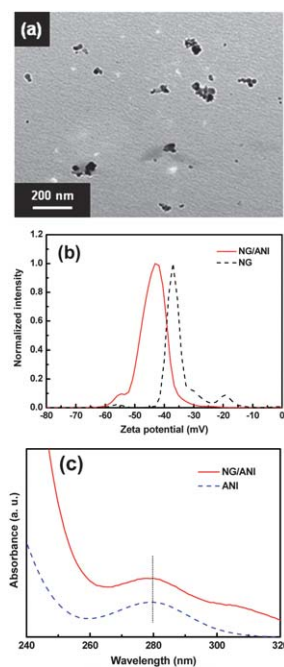 (a)
200 nm
(b)
NG/ANI
NG
Normalized intensity
1.2
1.0
0.8
0.6
0.4
0.2
0.0
-80 -70 -60 -50 -40 -30 -20 -10 0
Zeta potential (mV)
(c)
NG/ANI
ANI
Absorbance (a. u.)
240 260 280 300 320
Wavelength (nm)